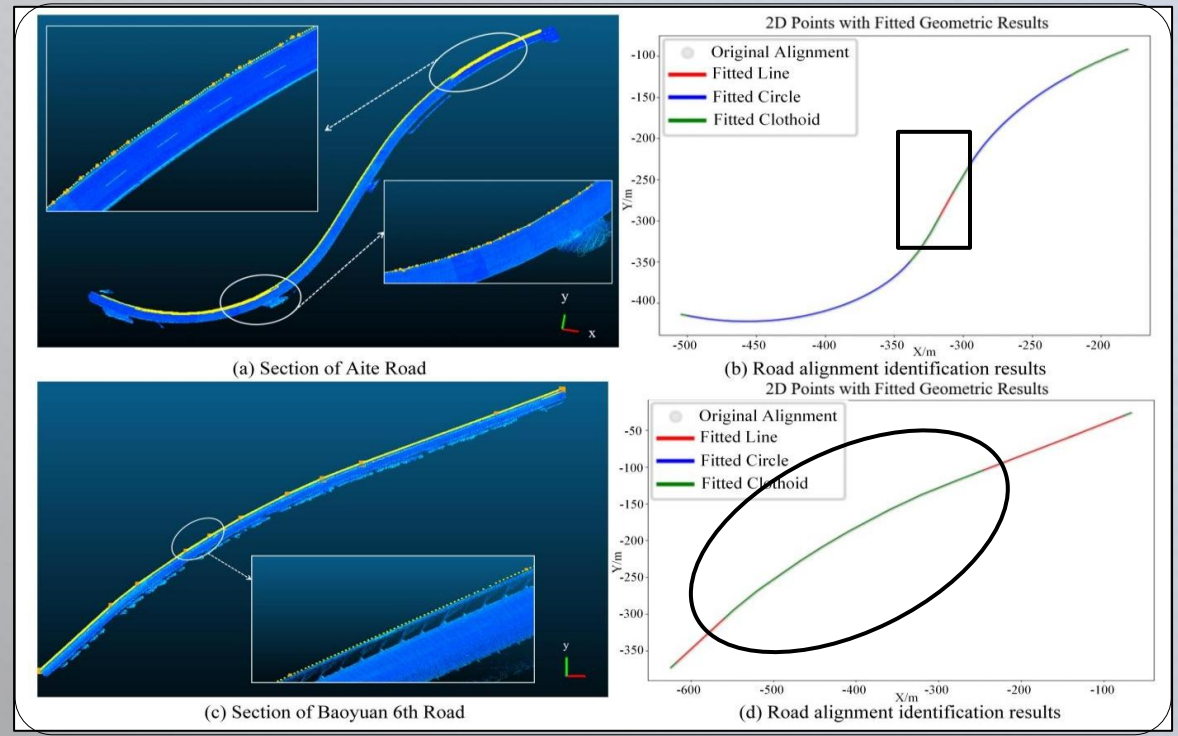 y
x
(a) Section of Aite Road
2D Points with Fitted Geometric Results
Original Alignment
Fitted Line
Fitted Circle
Fitted Clothoid
Y/m
-100
-150
-200
-250
-300
-350
-400
-500
-450
-400
-350
-300
-250
-200
X/m
(b) Road alignment identification results
y
(c) Section of Baoyuan 6th Road
2D Points with Fitted Geometric Results
Original Alignment
Fitted Line
Fitted Circle
Fitted Clothoid
Y/m
-50
-100
-150
-200
-250
-300
-350
-600
-500
-400
-300
-200
-100
X/m
(d) Road alignment identification results